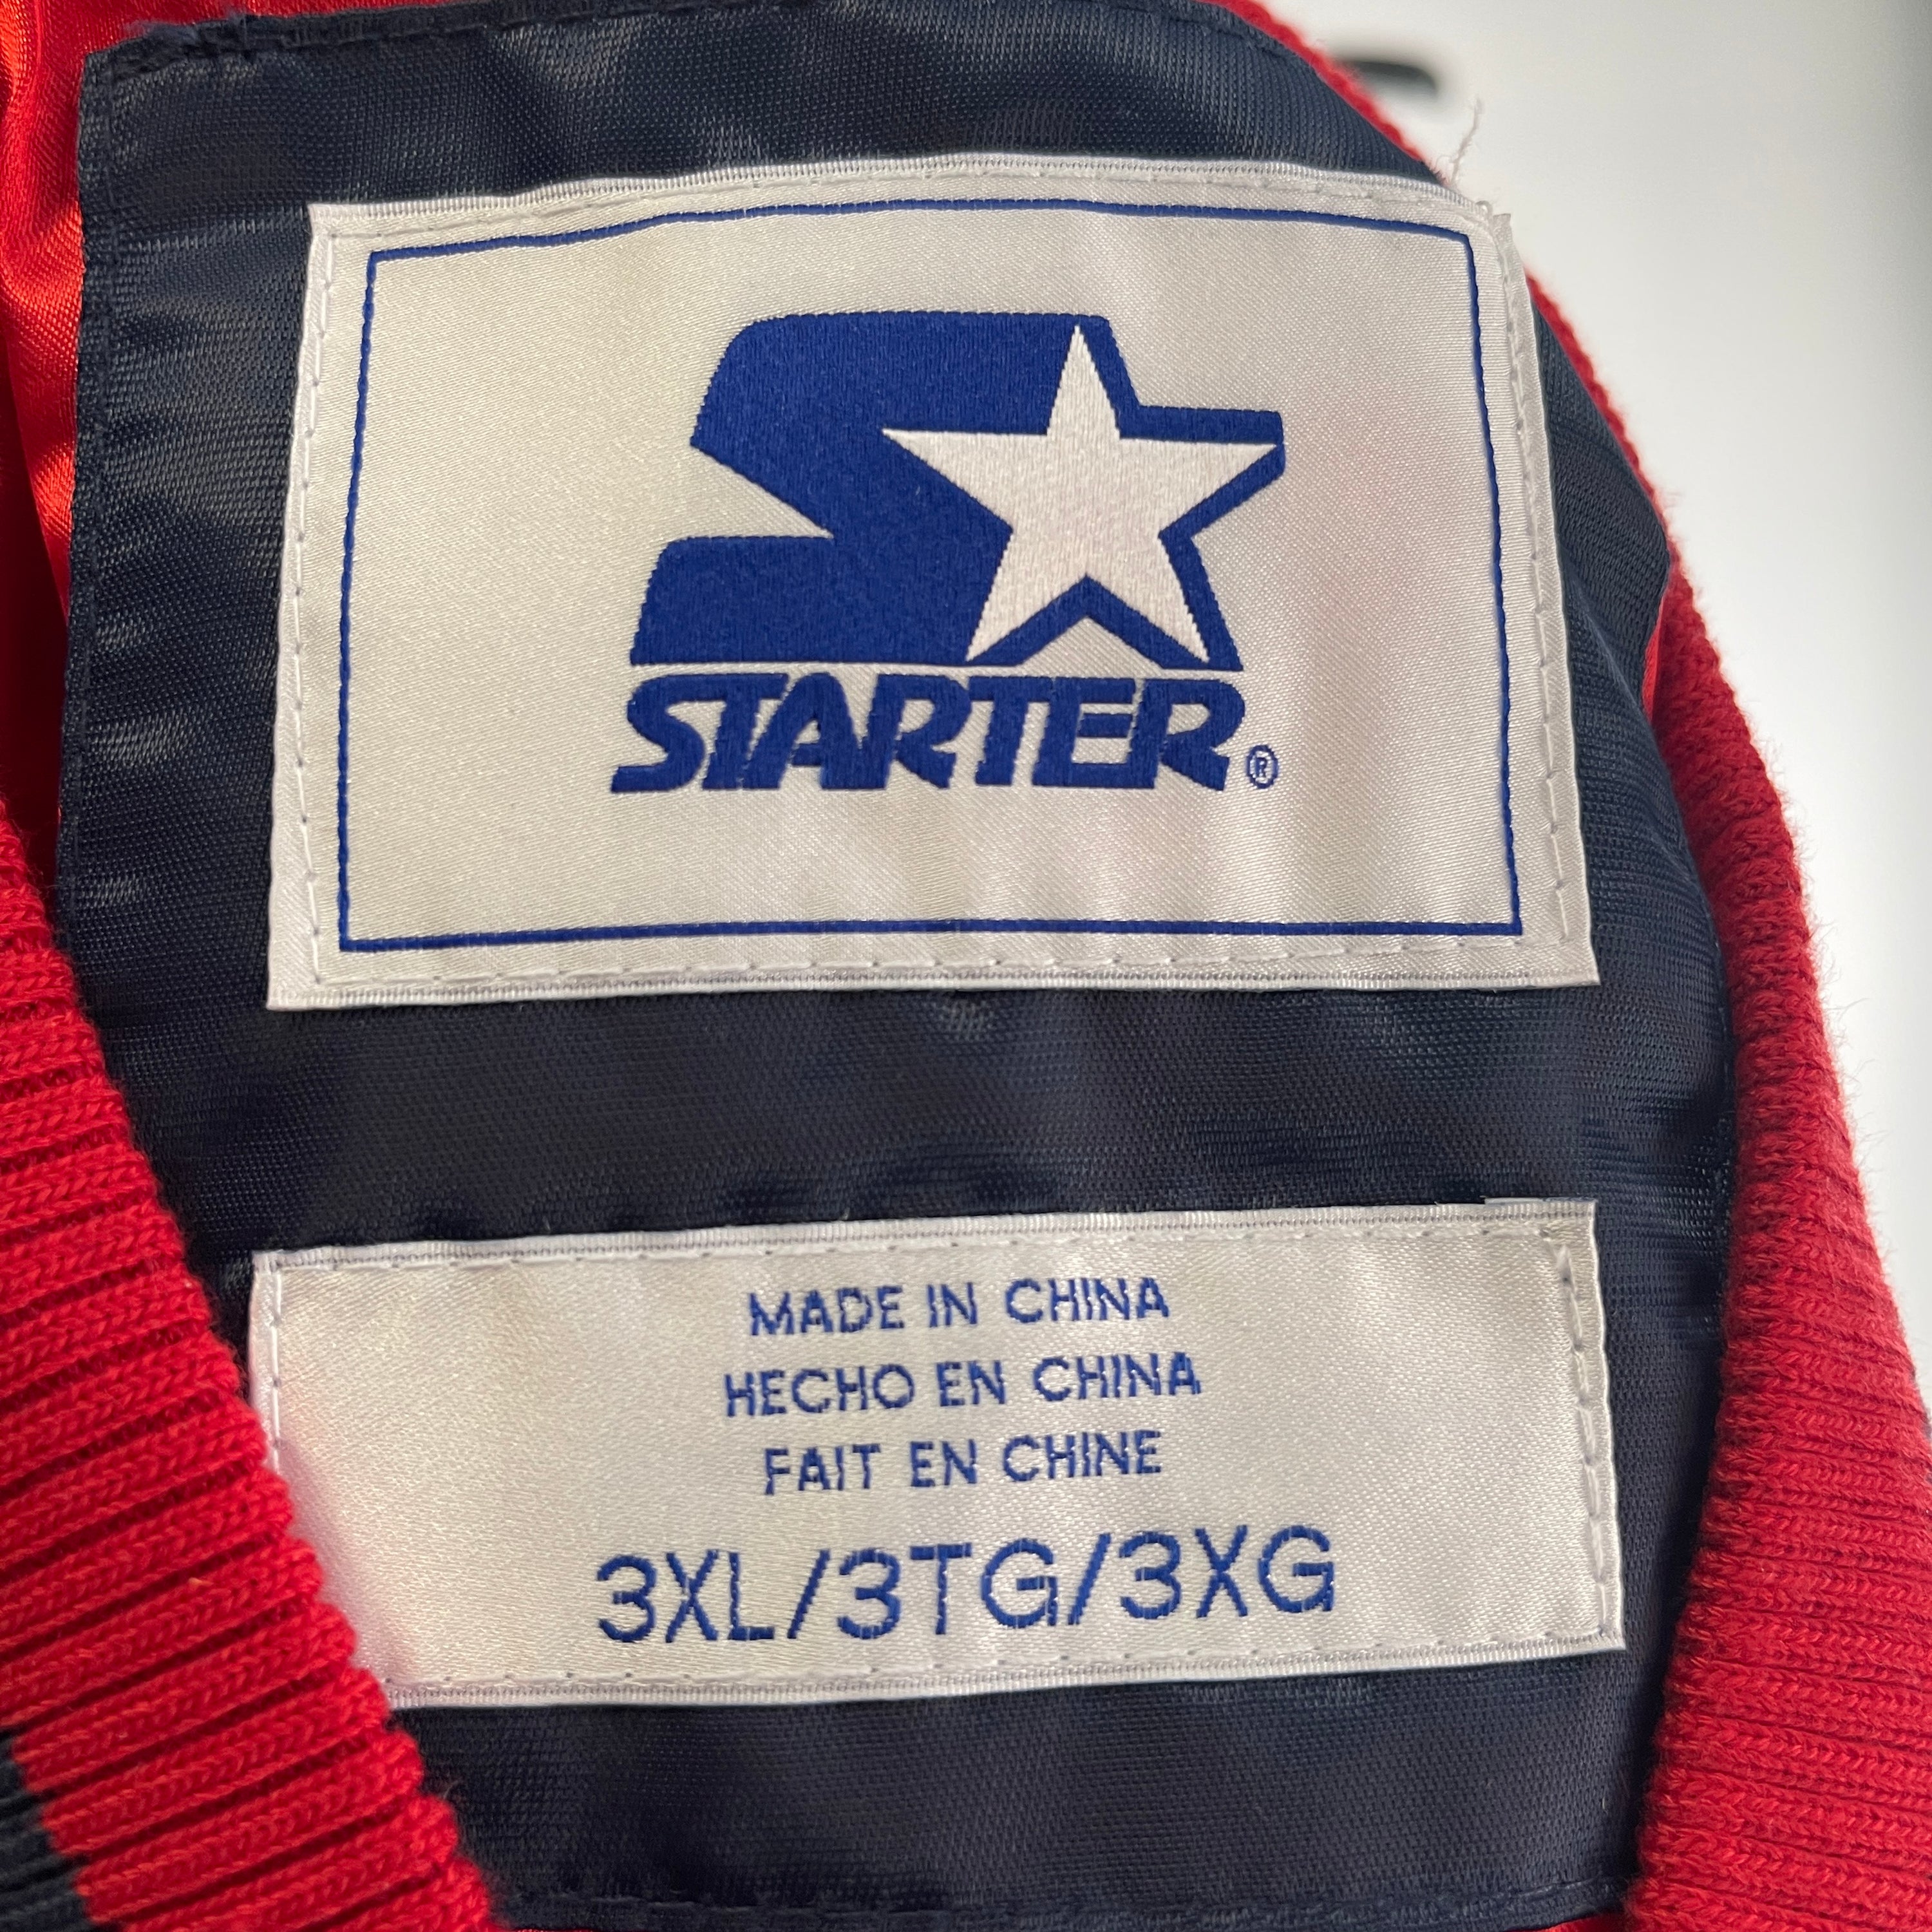 STARTER®
MADE IN CHINA
HECHO EN CHINA
FAIT EN CHINE
3XL/3TG/3XG